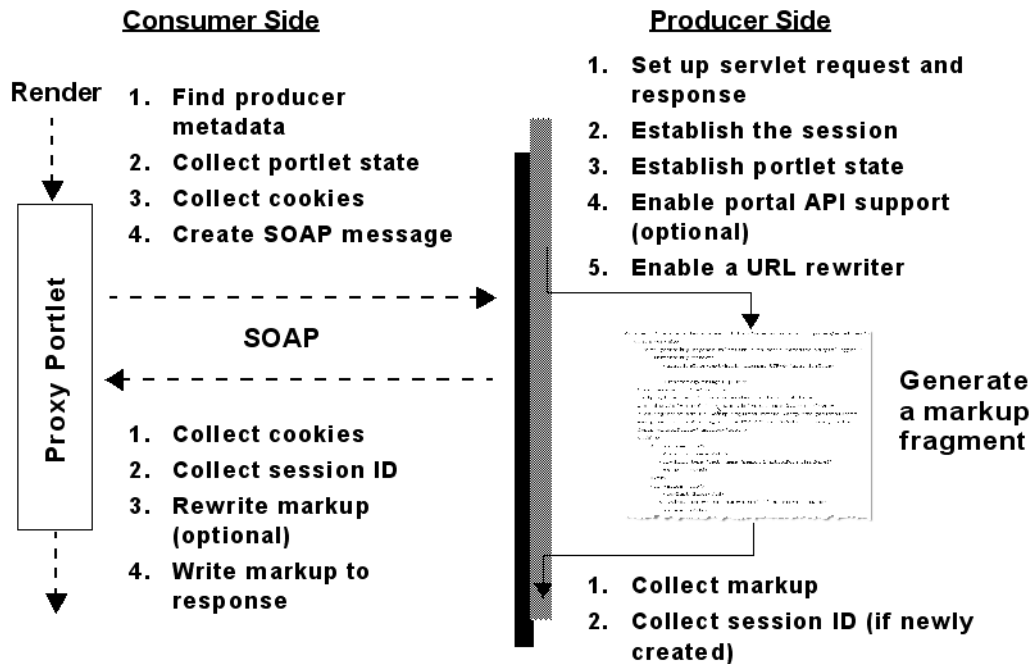 Consumer Side
Render
1. Find producer
metadata
2. Collect portlet state
3. Collect cookies
4. Create SOAP message
Proxy Portlet
SOAP
1. Collect cookies
2. Collect session ID
3. Rewrite markup
(optional)
4. Write markup to
response
Producer Side
1. Set up servlet request and
response
2. Establish the session
3. Establish portlet state
4. Enable portal API support
(optional)
5. Enable a URL rewriter
Generate
a markup
fragment
1. Collect markup
2. Collect session ID (if newly
created)